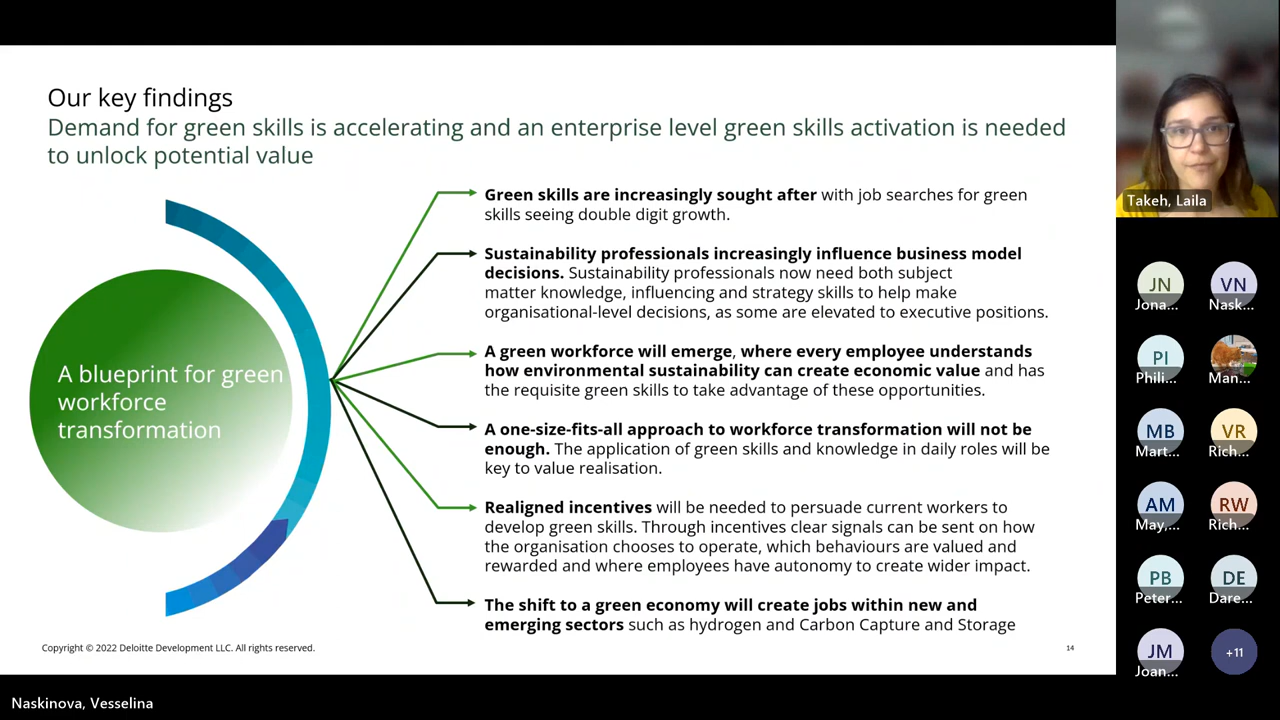 Our key findings
Demand for green skills is accelerating and an enterprise level green skills activation is needed
to unlock potential value
A blueprint for green
workforce
transformation
Green skills are increasingly sought after with job searches for green
skills seeing double digit growth.
Sustainability professionals increasingly influence business model
decisions. Sustainability professionals now need both subject
matter knowledge, influencing and strategy skills to help make
organisational-level decisions, as some are elevated to executive positions.
A green workforce will emerge, where every employee understands
how environmental sustainability can create economic value and has
the requisite green skills to take advantage of these opportunities.
A one-size-fits-all approach to workforce transformation will not be
enough. The application of green skills and knowledge in daily roles will be
key to value realisation.
Realigned incentives will be needed to persuade current workers to
develop green skills. Through incentives clear signals can be sent on how
the organisation chooses to operate, which behaviours are valued and
rewarded and where employees have autonomy to create wider impact.
The shift to a green economy will create jobs within new and
emerging sectors such as hydrogen and Carbon Capture and Storage
Copyright © 2022 Deloitte Development LLC. All rights reserved.
14
Naskinova, Vesselina
Takeh, Laila
JN
VN
Jona...
Nask...
PI
Phili...
Man...
MB
VR
Mart...
Rich...
AM
RW
May,...
Rich...
PB
DE
Peter...
Dare...
JM
+11
Joan...